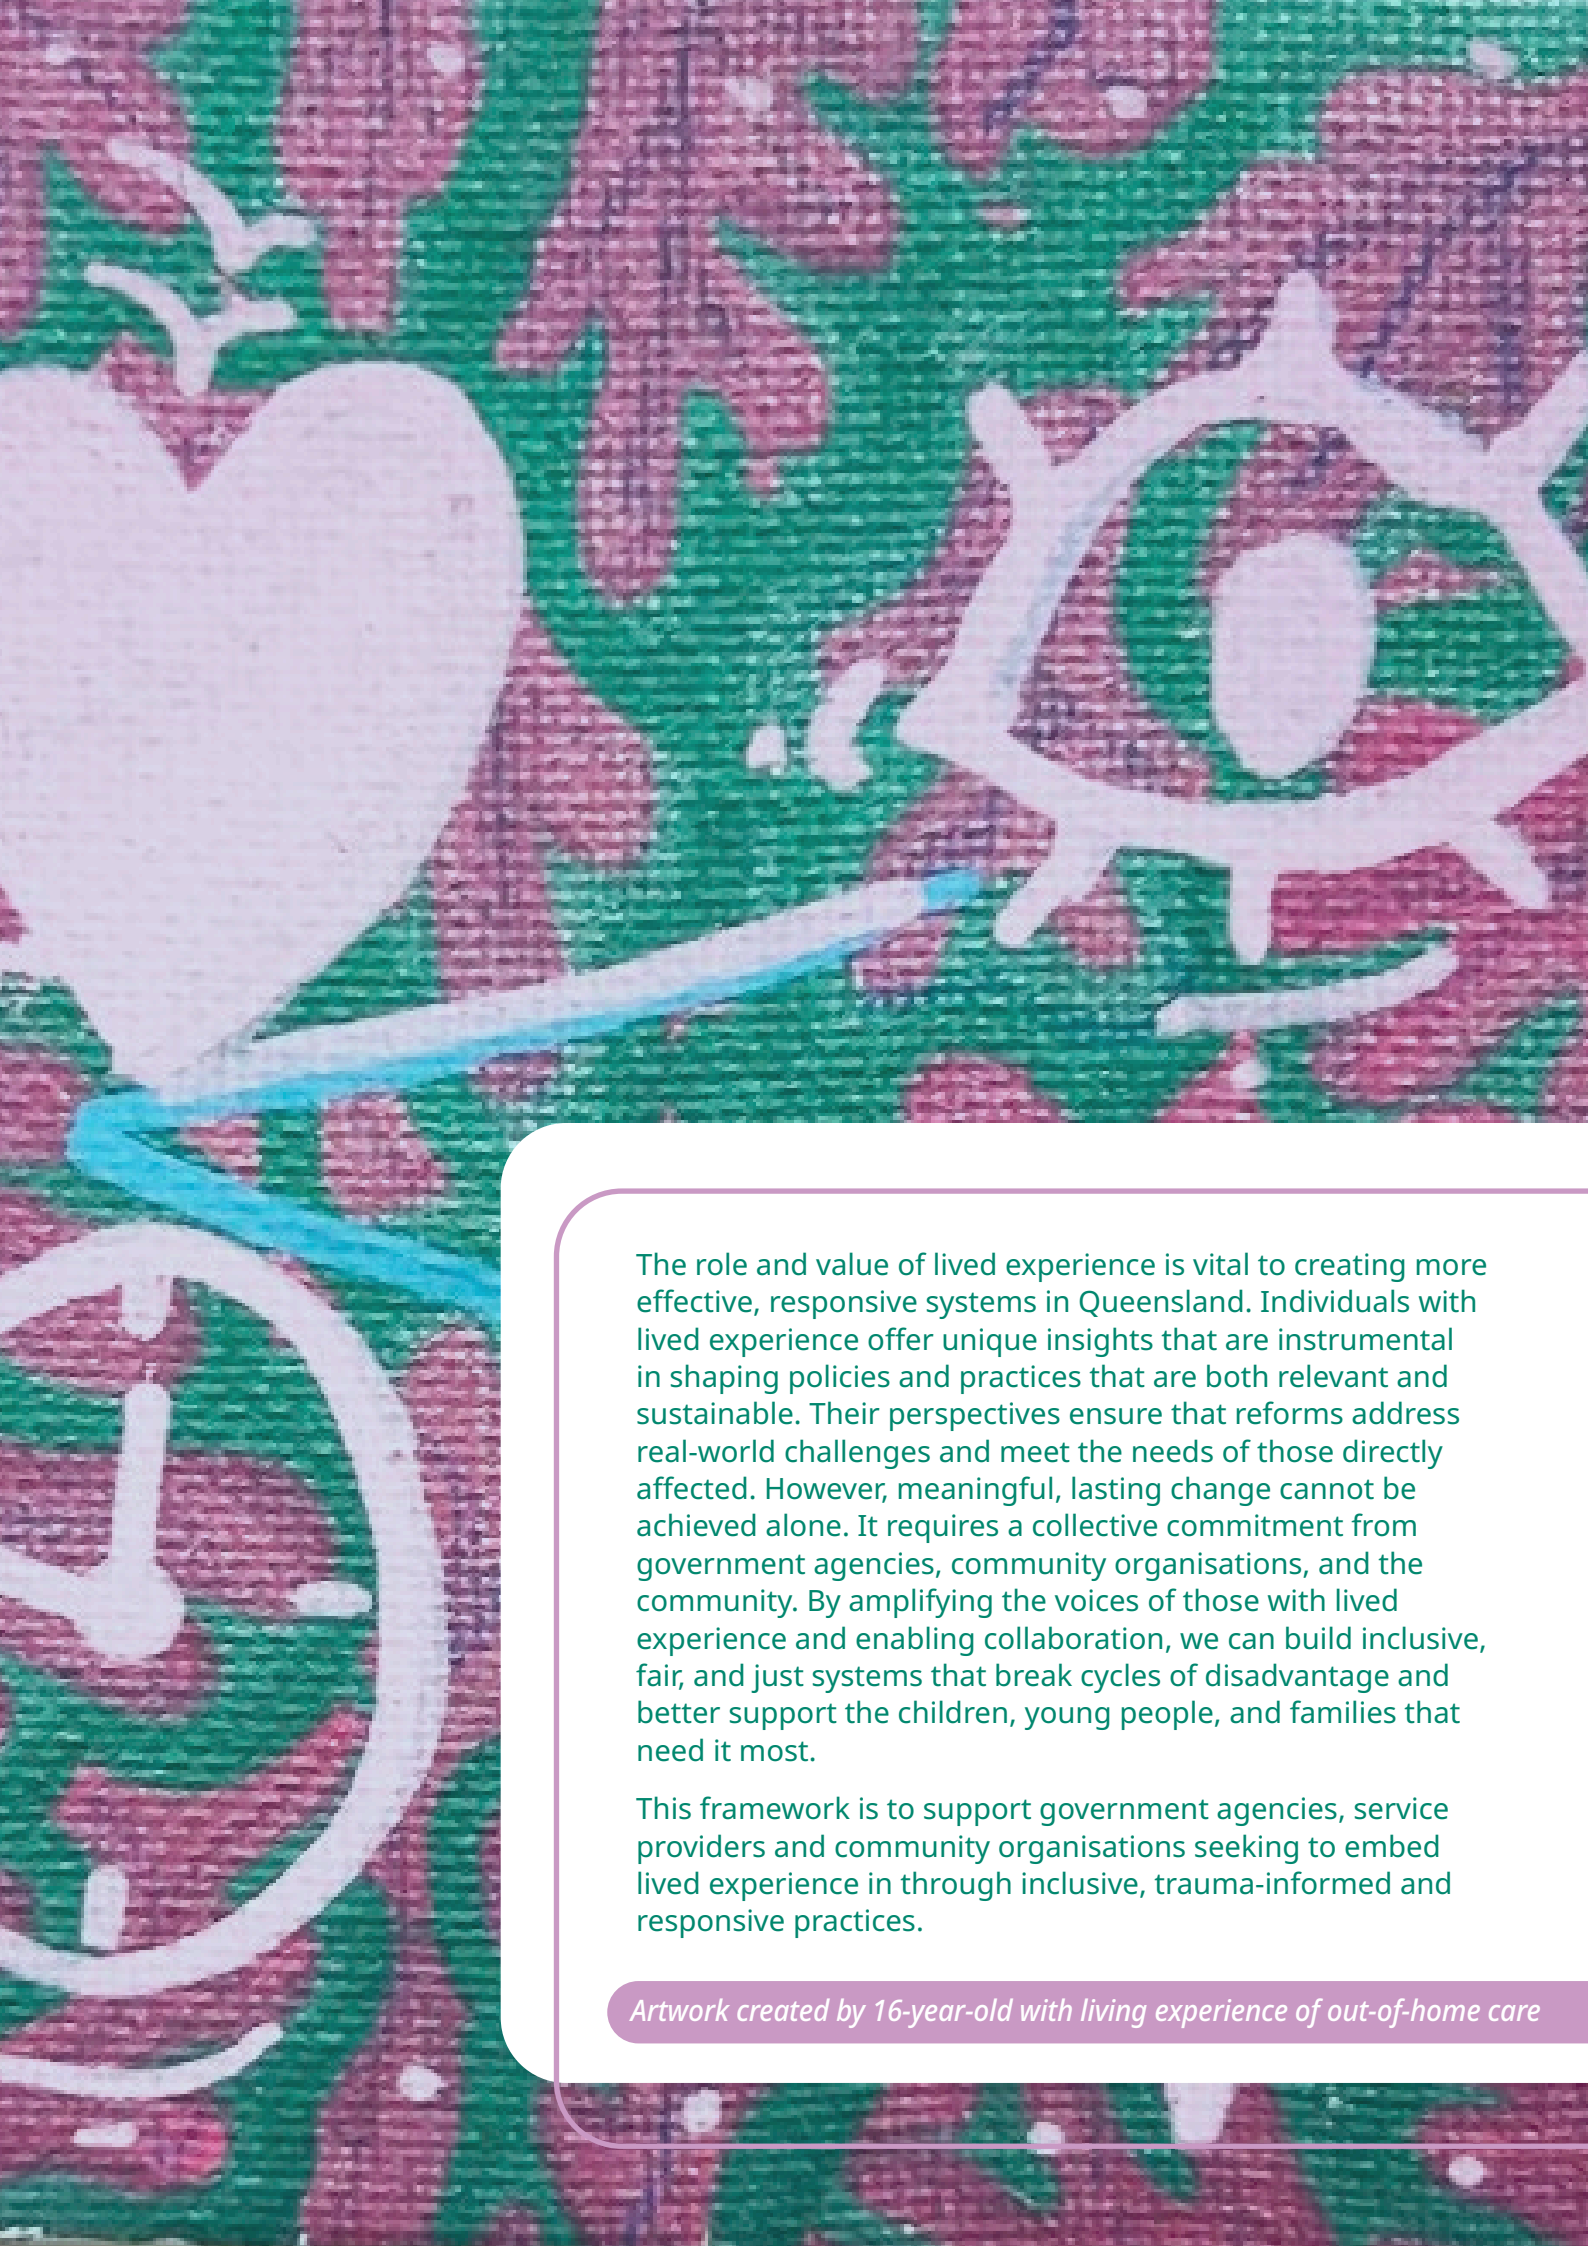 The role and value of lived experience is vital to creating more
effective, responsive systems in Queensland. Individuals with
lived experience offer unique insights that are instrumental
in shaping policies and practices that are both relevant and
sustainable. Their perspectives ensure that reforms address
real-world challenges and meet the needs of those directly
affected. However, meaningful, lasting change cannot be
achieved alone. It requires a collective commitment from
government agencies, community organisations, and the
community. By amplifying the voices of those with lived
experience and enabling collaboration, we can build inclusive,
fair, and just systems that break cycles of disadvantage and
better support the children, young people, and families that
need it most.
This framework is to support government agencies, service
providers and community organisations seeking to embed
lived experience in through inclusive, trauma-informed and
responsive practices.
Artwork created by 16-year-old with living experience of out-of-home care